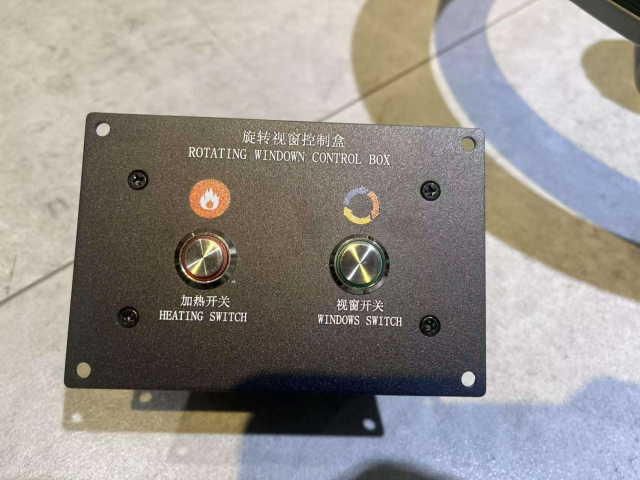 旋转视窗控制盒
ROTATING WINDOWN CONTROL BOX
加热开关
HEATING SWITCH
视窗开关
WINDOWS SWITCH